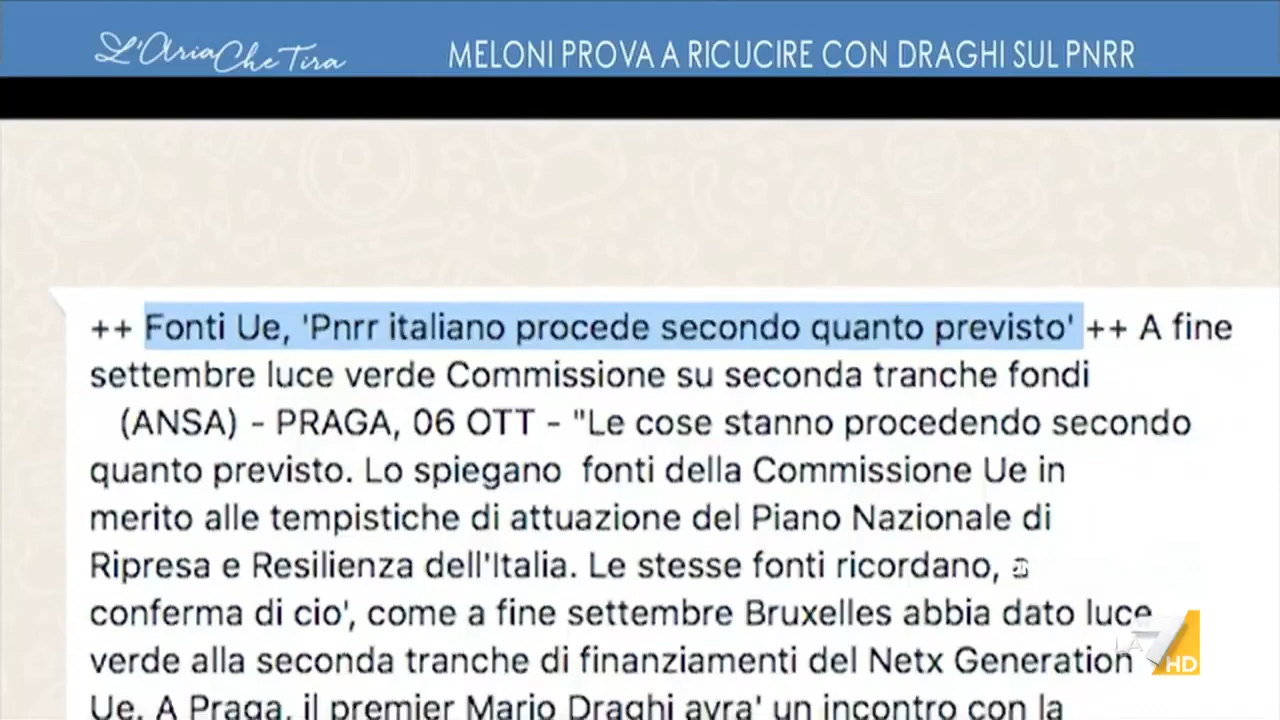 L'Aria Che Tira
MELONI PROVA A RICUCIRE CON DRAGHI SUL PNRR
++ Fonti Ue, 'Pnrr italiano procede secondo quanto previsto' ++ A fine
settembre luce verde Commissione su seconda tranche fondi
(ANSA) - PRAGA, 06 OTT - "Le cose stanno procedendo secondo
quanto previsto. Lo spiegano fonti della Commissione Ue in
merito alle tempistiche di attuazione del Piano Nazionale di
Ripresa e Resilienza dell'Italia. Le stesse fonti ricordano, a
conferma di cio', come a fine settembre Bruxelles abbia dato luce
verde alla seconda tranche di finanziamenti del Netx Generation
Ue. A Praga, il premier Mario Draghi avra' un incontro con la
LA 7 HD